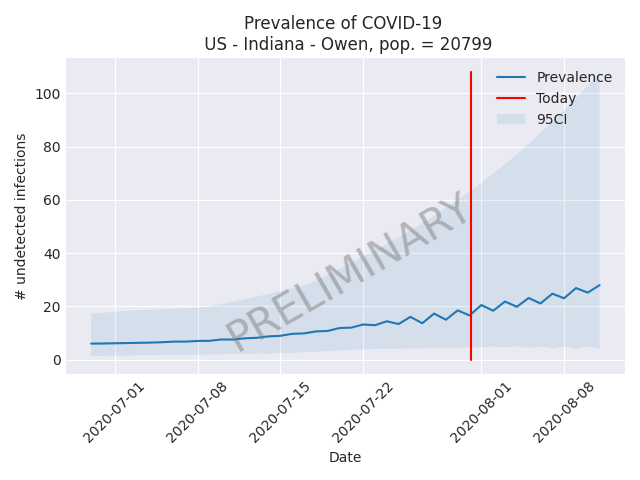 Prevalence of COVID-19
US - Indiana - Owen, pop. = 20799
Prevalence
Today
95CI
PRELIMINARY
# undetected infections
100
80
60
40
20
0
2020-07-01
2020-07-08
2020-07-15
2020-07-22
2020-08-01
2020-08-08
Date